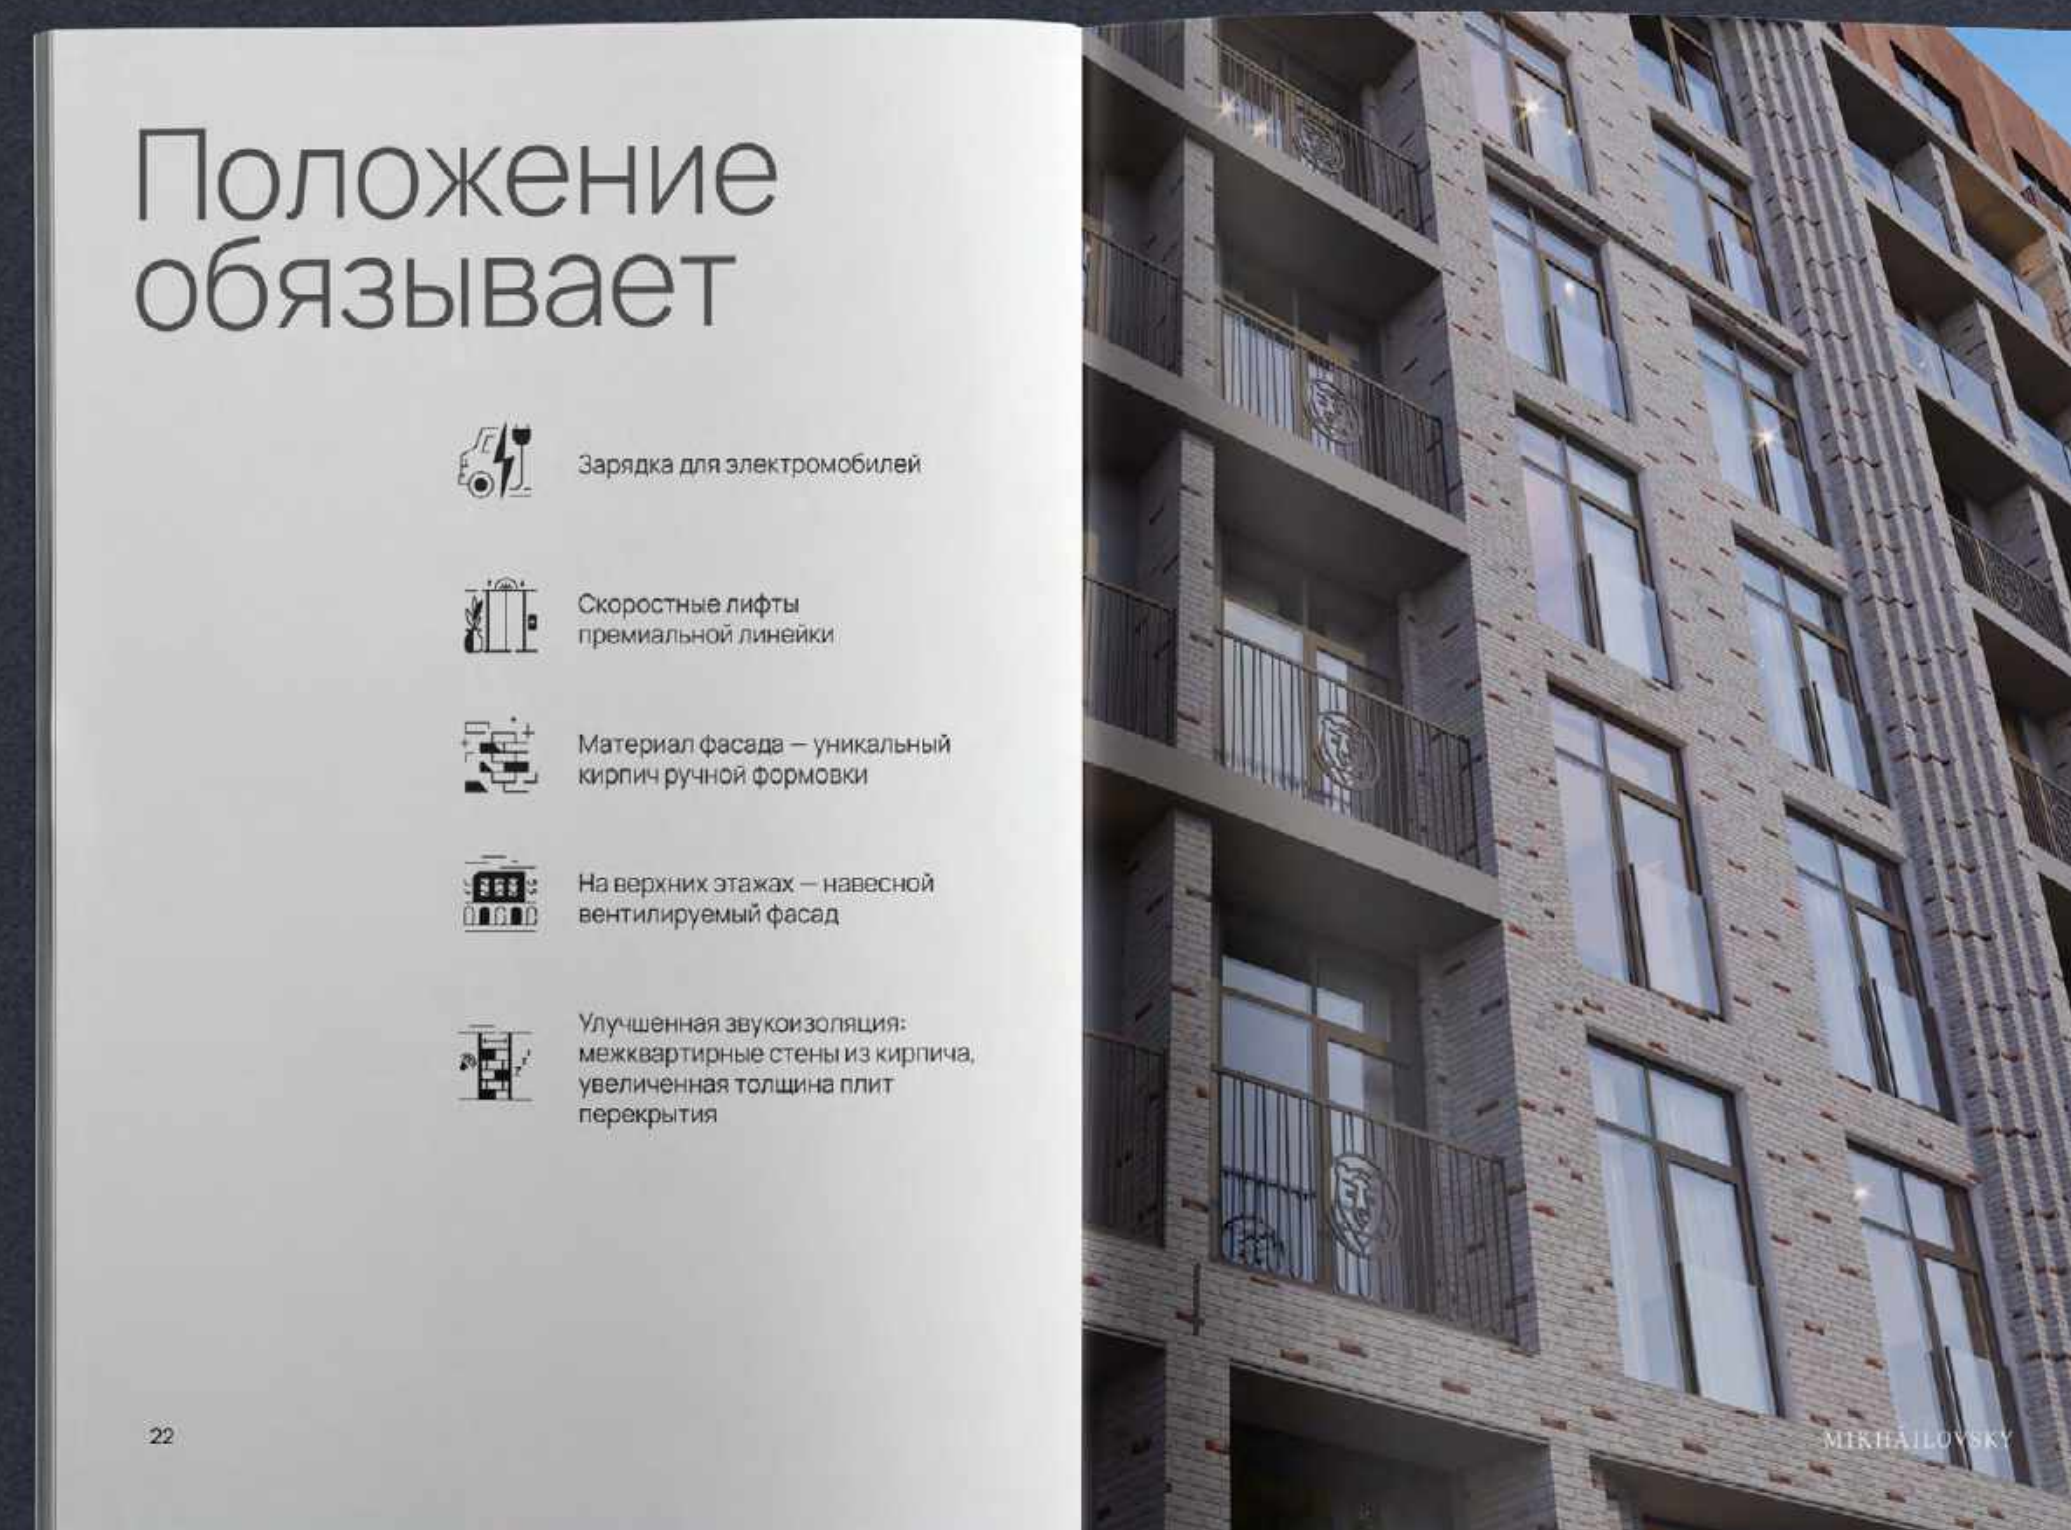 Положение
обязывает
Зарядка для электромобилей
Скоростные лифты
премиальной линейки
Материал фасада — уникальный
кирпич ручной формовки
На верхних этажах — навесной
вентилируемый фасад
Улучшенная звукоизоляция:
межквартирные стены из кирпича,
увеличенная толщина плит
перекрытия
22
MIKHAILOVSKY